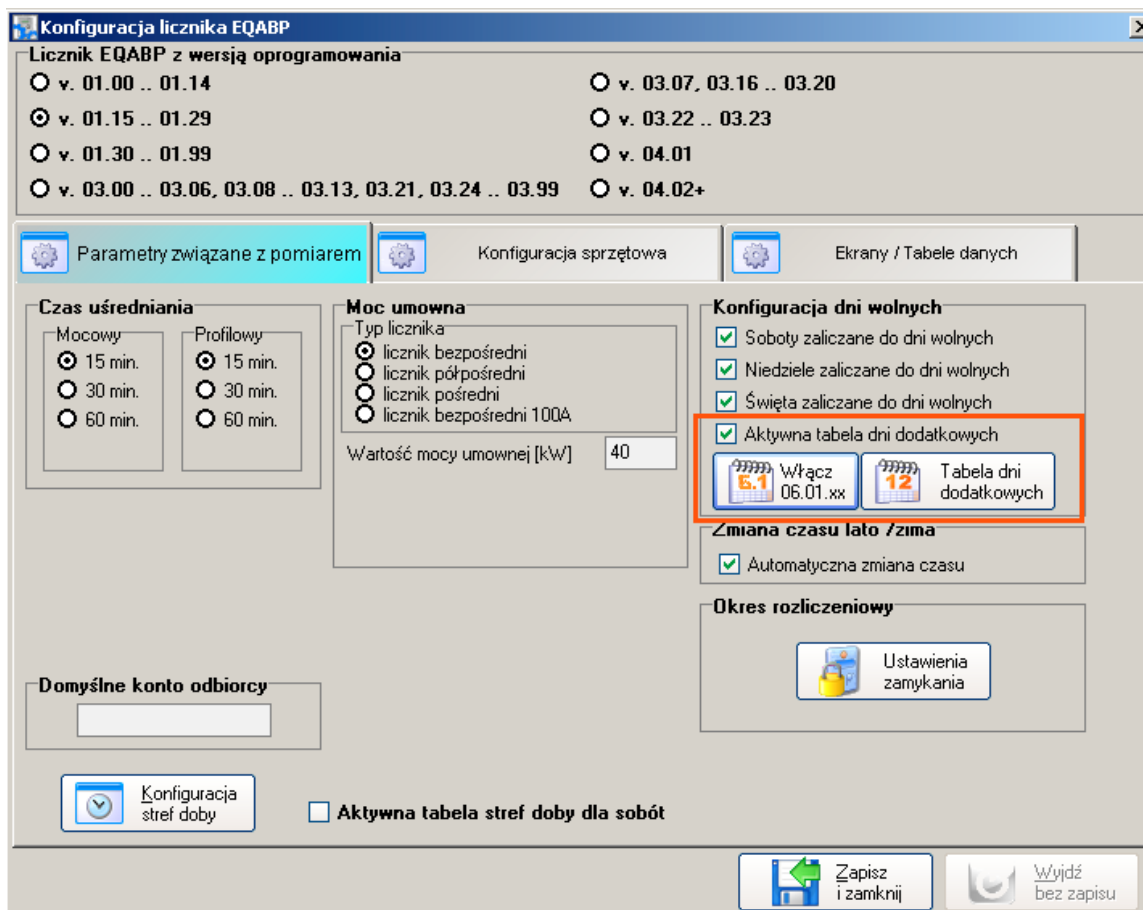 Konfiguracja licznika EQABP
Licznik EQABP z wersją oprogramowania
v. 01.00 .. 01.14
v. 03.07, 03.16 .. 03.20
v. 01.15 .. 01.29
v. 03.22 .. 03.23
v. 01.30 .. 01.99
v. 04.01
v. 03.00 .. 03.06, 03.08 .. 03.13, 03.21, 03.24 .. 03.99
v. 04.02+
Parametry związane z pomiarem
Konfiguracja sprzętowa
Ekrany / Tabele danych
Czas uśredniania
Mocowy
15 min.
30 min.
60 min.
Profilowy
15 min.
30 min.
60 min.
Moc umowna
Typ licznika
licznik bezpośredni
licznik półpośredni
licznik pośredni
licznik bezpośredni 100A
Wartość mocy umownej [kW]
40
Konfiguracja dni wolnych
Soboty zaliczane do dni wolnych
Niedziele zaliczane do dni wolnych
Święta zaliczane do dni wolnych
Aktywna tabela dni dodatkowych
6.1
Włącz
06.01.xx
12
Tabela dni
dodatkowych
Zmiana czasu lato /zima
Automatyczna zmiana czasu
Okres rozliczeniowy
Ustawienia
zamykania
Domyślne konto odbiorcy
Konfiguracja
stref doby
Aktywna tabela stref doby dla sobót
Zapisz
i zamknij
Wyjdź
bez zapisu